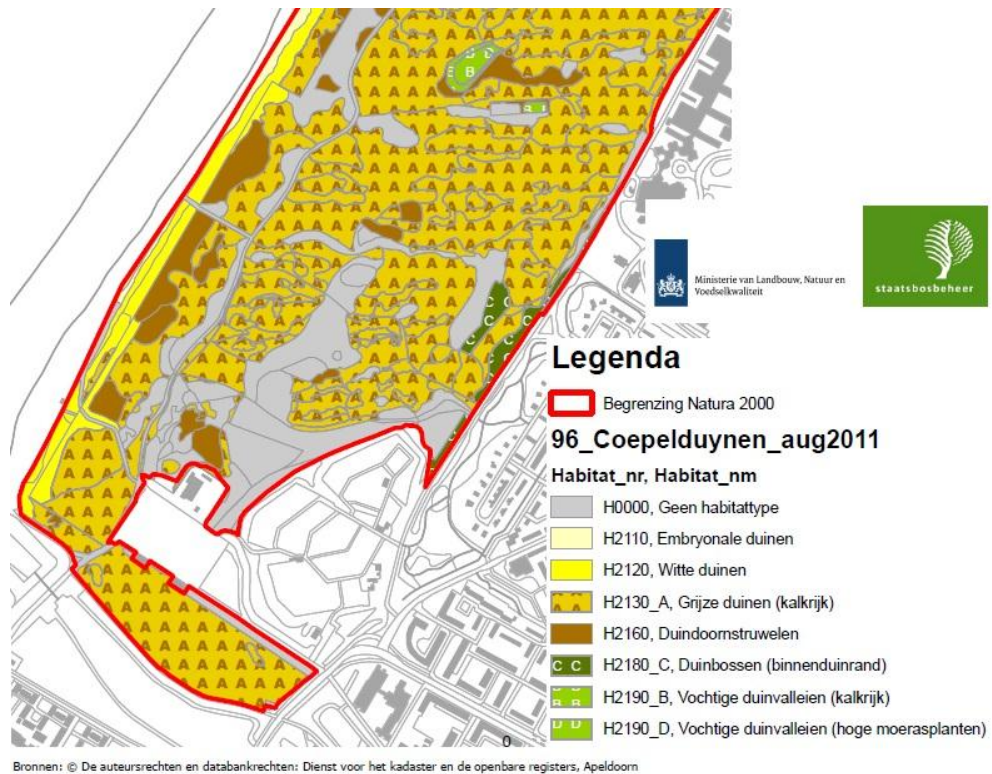 Ministerie van Landbouw, Natuur en
Voedselkwaliteit
staatsbosbeheer
Legenda
Begrenzing Natura 2000
96_Coepelduynen_aug2011
Habitat_nr, Habitat_nm
H0000, Geen habitattype
H2110, Embryonale duinen
H2120, Witte duinen
H2130_A, Grijze duinen (kalkrijk)
H2160, Duindoornstruwelen
C C H2180_C, Duinbossen (binnenduinrand)
B B H2190_B, Vochtige duinvalleien (kalkrijk)
D D H2190_D, Vochtige duinvalleien (hoge moerasplanten)
0
Bronnen: © De auteursrechten en databankrechten: Dienst voor het kadaster en de openbare registers, Apeldoorn